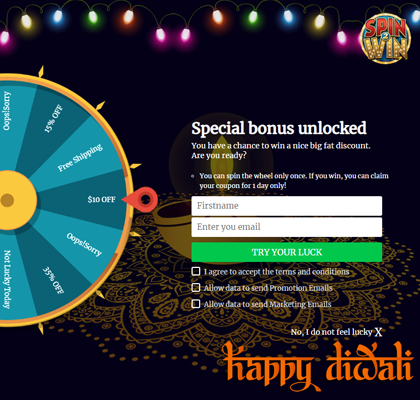 SPIN
2
WIN
Oops!Sorry
15% OFF
Free Shipping
$10 OFF
Oops!Sorry
35% OFF
Not Lucky Today
Special bonus unlocked
You have a chance to win a nice big fat discount.
Are you ready?
You can spin the wheel only once. If you win, you can claim
your coupon for 1 day only!
Firstname
Enter you email
TRY YOUR LUCK
I agree to accept the terms and conditions
Allow data to send Promotion Emails
Allow data to send Marketing Emails
No, I do not feel lucky X
happy diwali